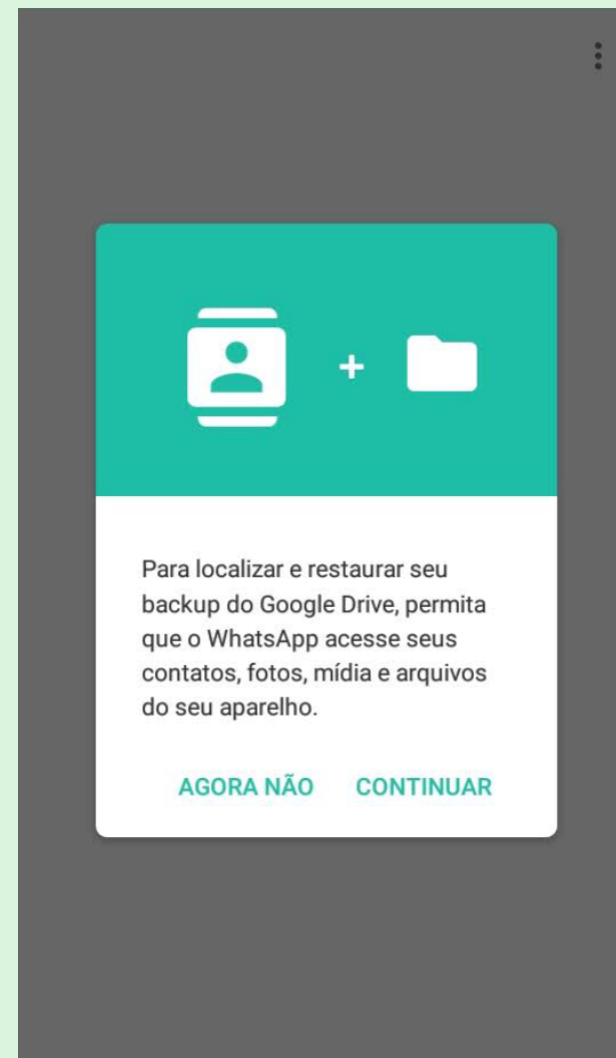 Para localizar e restaurar seu
backup do Google Drive, permita
que o WhatsApp acesse seus
contatos, fotos, mídia e arquivos
do seu aparelho.
AGORA NÃO CONTINUAR